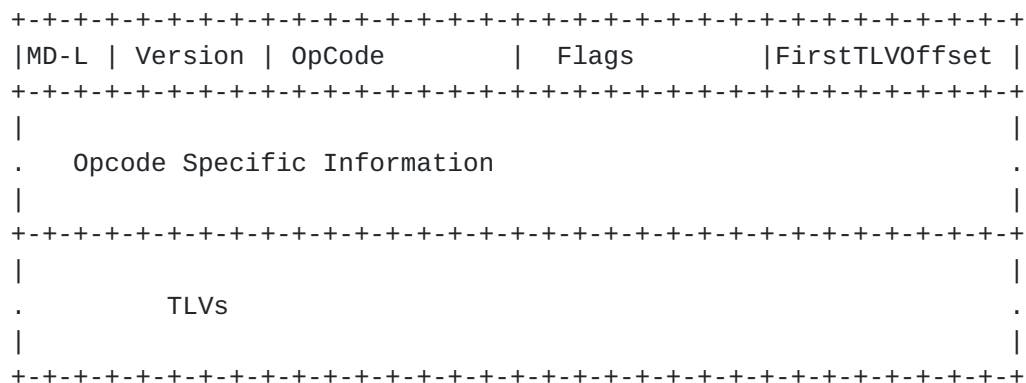 +-+-+-+-+-+-+-+-+-+-+-+-+-+-+-+-+-+-+-+-+-+-+-+-+-+-+-+-+-+-+-+-+
|MD-L | Version | OpCode        |  Flags        |FirstTLVOffset |
+-+-+-+-+-+-+-+-+-+-+-+-+-+-+-+-+-+-+-+-+-+-+-+-+-+-+-+-+-+-+-+-+
|                                                               |
.   Opcode Specific Information                                 .
|                                                               |
+-+-+-+-+-+-+-+-+-+-+-+-+-+-+-+-+-+-+-+-+-+-+-+-+-+-+-+-+-+-+-+-+
|                                                               |
.         TLVs                                                  .
|                                                               |
+-+-+-+-+-+-+-+-+-+-+-+-+-+-+-+-+-+-+-+-+-+-+-+-+-+-+-+-+-+-+-+-+